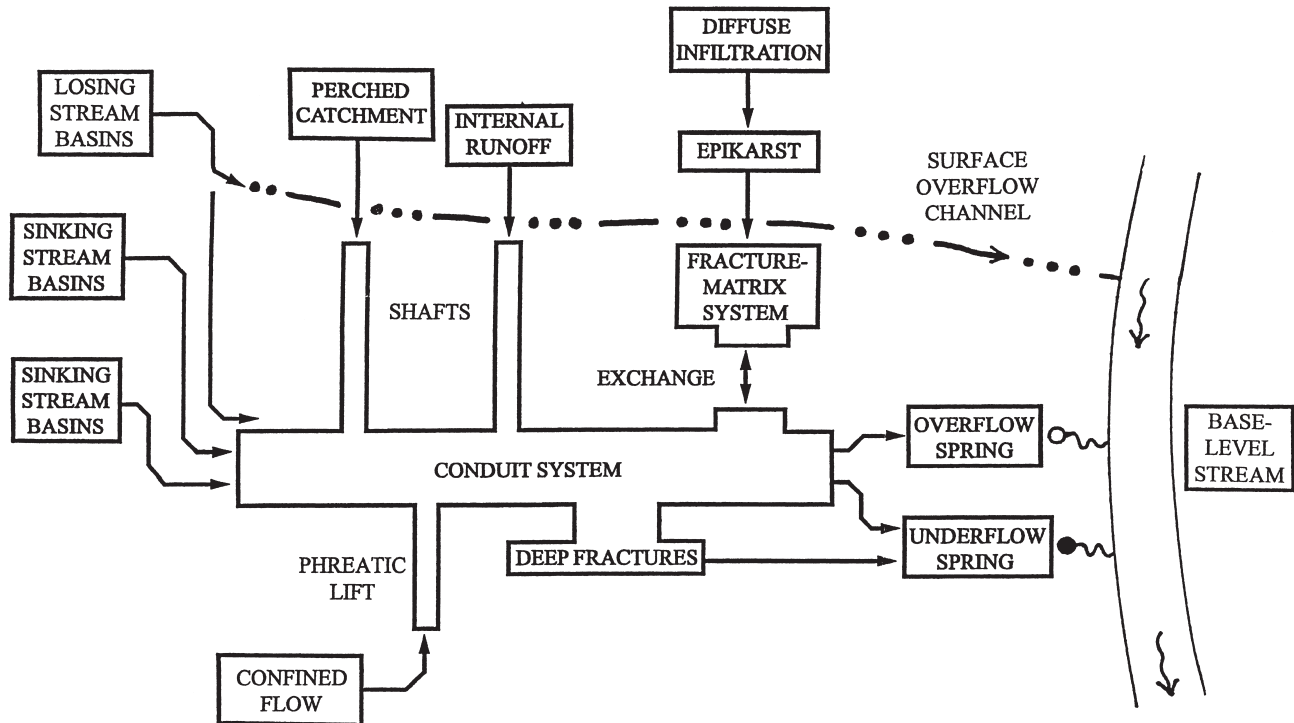 DIFFUSE
INFILTRATION
LOSING
STREAM
BASINS
PERCHED
CATCHMENT
INTERNAL
RUNOFF
EPIKARST
SURFACE
OVERFLOW
CHANNEL
SINKING
STREAM
BASINS
SHAFTS
FRACTURE-
MATRIX
SYSTEM
EXCHANGE
SINKING
STREAM
BASINS
CONDUIT SYSTEM
OVERFLOW
SPRING
BASE-
LEVEL
STREAM
PHREATIC
LIFT
DEEP FRACTURES
UNDERFLOW
SPRING
CONFINED
FLOW